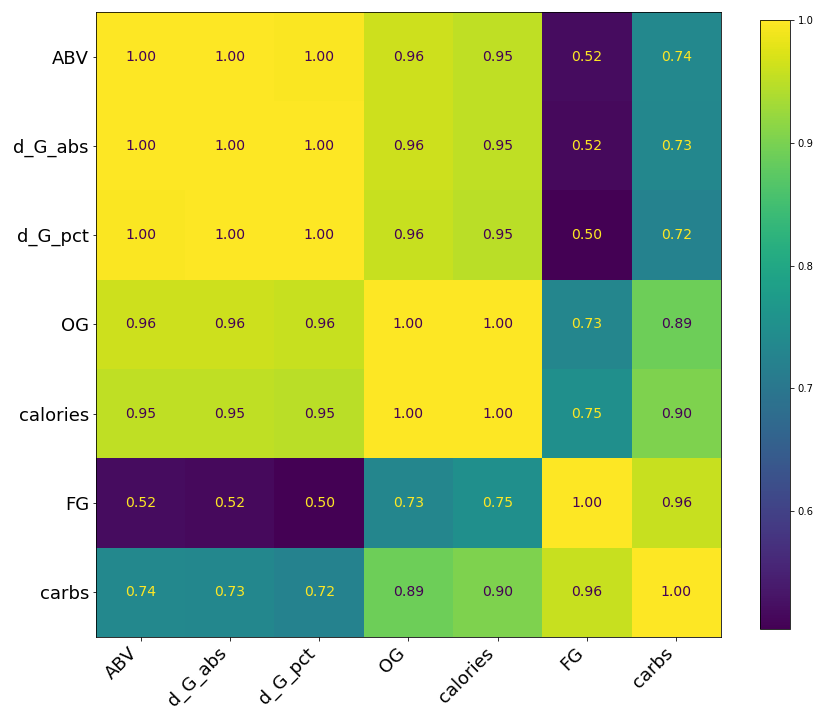 ABV 1.00 1.00 1.00 0.96 0.95 0.52 0.74
d_G_abs 1.00 1.00 1.00 0.96 0.95 0.52 0.73
d_G_pct 1.00 1.00 1.00 0.96 0.95 0.50 0.72
OG 0.96 0.96 0.96 1.00 1.00 0.73 0.89
calories 0.95 0.95 0.95 1.00 1.00 0.75 0.90
FG 0.52 0.52 0.50 0.73 0.75 1.00 0.96
carbs 0.74 0.73 0.72 0.89 0.90 0.96 1.00
ABV d_G_abs d_G_pct OG calories FG carbs
1.0
0.9
0.8
0.7
0.6